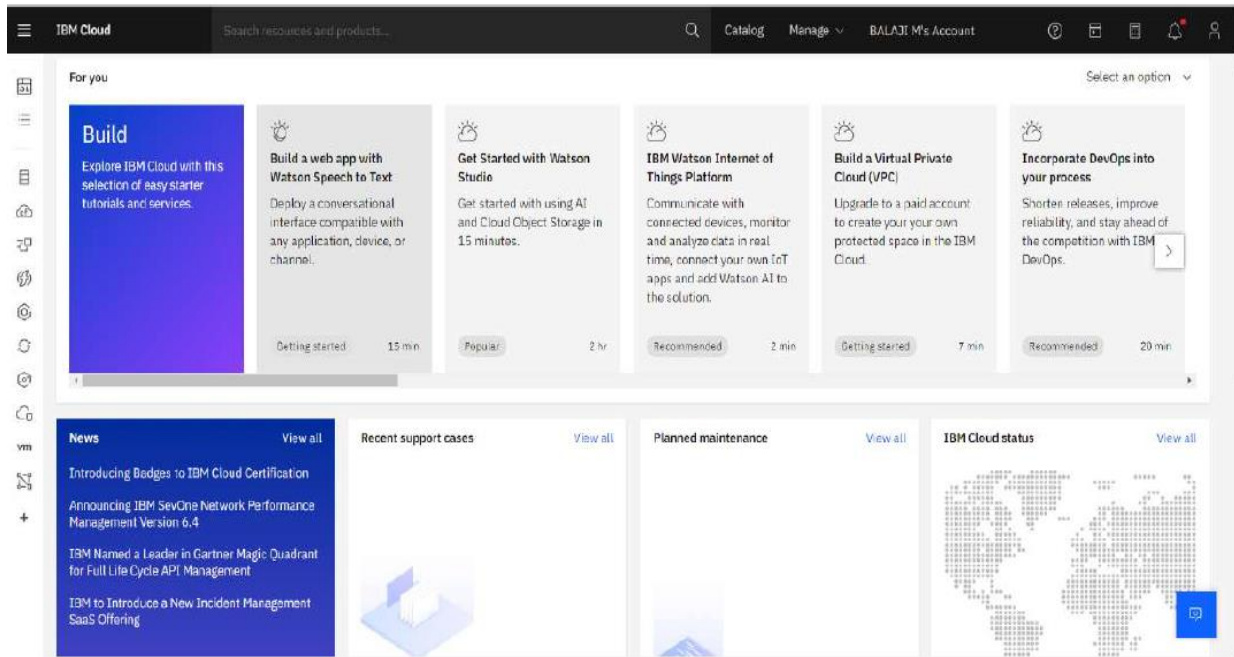 IBM Cloud
Search resources and products...
Catalog
Manage
BALAJI M's Account
For you
Select an option
Build
Explore IBM Cloud with this
selection of easy starter
tutorials and services.
Build a web app with
Watson Speech to Text
Deploy a conversational
interface compatible with
any application, device, or
channel.
Getting started
15 min
Get Started with Watson
Studio
Get started with using AI
and Cloud Object Storage in
15 minutes.
Popular
2 hr
IBM Watson Internet of
Things Platform
Communicate with
connected devices, monitor
and analyze data in real
time, connect your own IoT
apps and add Watson AI to
the solution.
Recommended
2 min
Build a Virtual Private
Cloud (VPC)
Upgrade to a paid account
to create your your own
protected space in the IBM
Cloud.
Getting started
7 min
Incorporate DevOps into
your process
Shorten releases, improve
reliability, and stay ahead of
the competition with IBM
DevOps.
Recommended
20 min
vm
News
View all
Introducing Badges to IBM Cloud Certification
Announcing IBM SevOne Network Performance
Management Version 6.4
IBM Named a Leader in Gartner Magic Quadrant
for Full Life Cycle API Management
IBM to Introduce a New Incident Management
SaaS Offering
Recent support cases
View all
Planned maintenance
View all
IBM Cloud status
View all